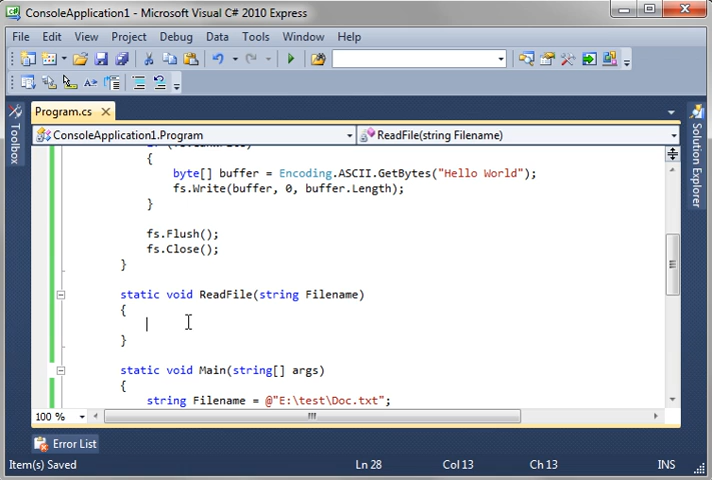 ConsoleApplication1 - Microsoft Visual C# 2010 Express
File Edit View Project Debug Data Tools Window Help
Program.cs
ConsoleApplication1.Program ReadFile(string Filename)
Toolbox
Solution Explorer
{
byte[] buffer = Encoding.ASCII.GetBytes("Hello World");
fs.Write(buffer, 0, buffer.Length);
}
fs.Flush();
fs.Close();
}
static void ReadFile(string Filename)
{
}
static void Main(string[] args)
{
string Filename = @"E:\test\Doc.txt";
100 %
Error List
Item(s) Saved Ln 28 Col 13 Ch 13 INS